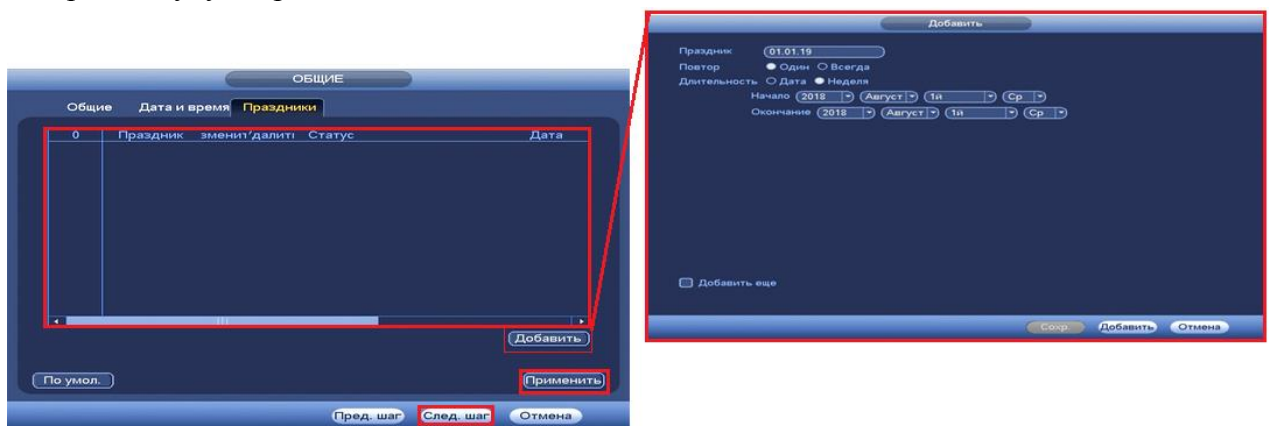 ОБЩИЕ
Общие Дата и время Праздники
0 Праздник зменит далити Статус Дата
Добавить
По умол. Применить
Пред. шаг След. шаг Отмена
Добавить
Праздник 01.01.19
Повтор Один Всегда
Длительность Дата Неделя
Начало 2018 Август 1й Ср
Окончание 2018 Август 1й Ср
Добавить еще
Сохр. Добавить Отмена